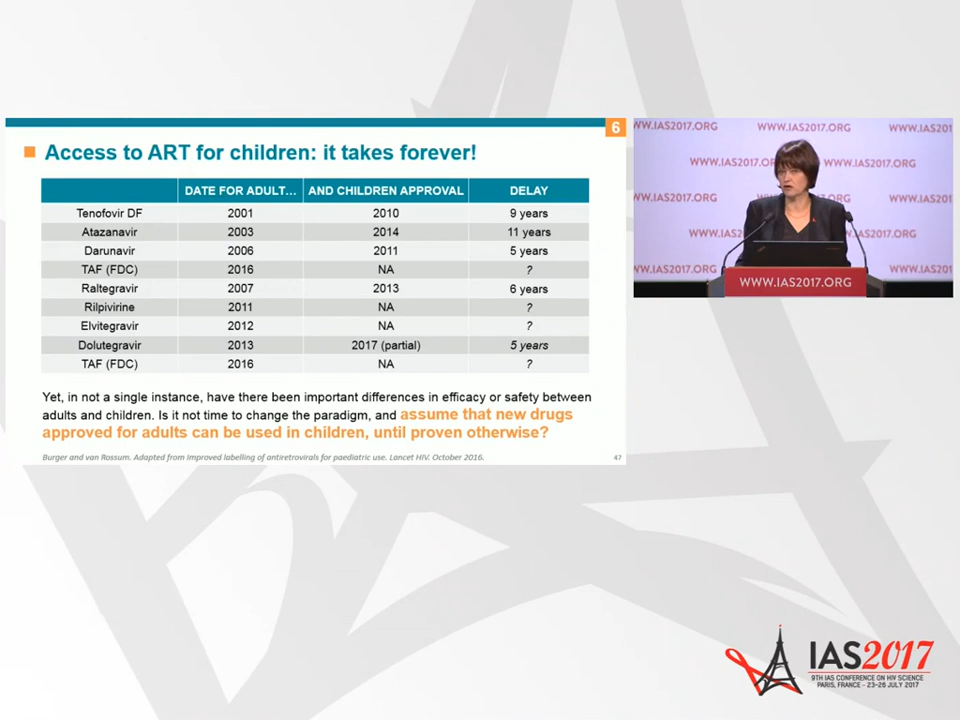 6
Access to ART for children: it takes forever!
DATE FOR ADULT… AND CHILDREN APPROVAL DELAY
Tenofovir DF 2001 2010 9 years
Atazanavir 2003 2014 11 years
Darunavir 2006 2011 5 years
TAF (FDC) 2016 NA ?
Raltegravir 2007 2013 6 years
Rilpivirine 2011 NA ?
Elvitegravir 2012 NA ?
Dolutegravir 2013 2017 (partial) 5 years
TAF (FDC) 2016 NA ?
Yet, in not a single instance, have there been important differences in efficacy or safety between
adults and children. Is it not time to change the paradigm, and assume that new drugs
approved for adults can be used in children, until proven otherwise?
Burger and van Rossum. Adapted from Improved labelling of antiretrovirals for paediatric use. Lancet HIV. October 2016.
47
WW.IAS2017.ORG WWW.IAS2017.ORG WWW.IAS201
WWW.IAS2017.O WWW.IAS2017.ORG
WW.IAS2017.ORG WWW.IAS201
WWW.IAS2 AS2017.ORG
WW.IAS2017.ORG WWW.IAS201
WWW.IAS2017.ORG
IAS2017
9TH IAS CONFERENCE ON HIV SCIENCE
PARIS, FRANCE - 23-26 JULY 2017